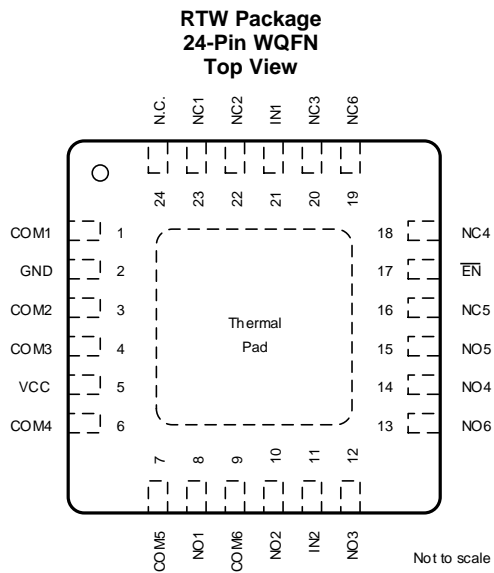 RTW Package
24-Pin WQFN
Top View
N.C. NC1 NC2 IN1 NC3 NC6
24 23 22 21 20 19
COM1 1 18 NC4
GND 2 17 E̅N̅
COM2 3 16 NC5
COM3 4 15 NO5
VCC 5 14 NO4
COM4 6 13 NO6
Thermal
Pad
7 8 9 10 11 12
COM5 NO1 COM6 NO2 IN2 NO3
Not to scale